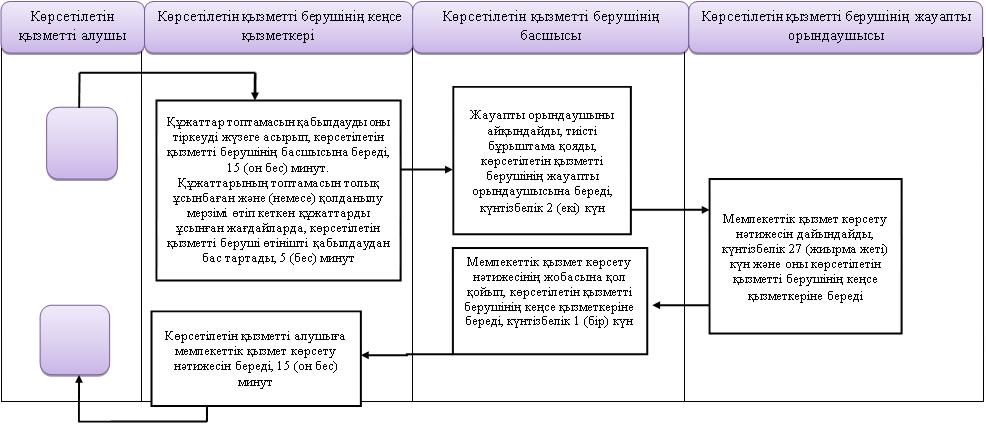 Көрсетілетін
қызметті алушы
Көрсетілетін қызметті берушінің кеңсе
қызметкері
Көрсетілетін қызметті берушінің
басшысы
Көрсетілетін қызметті берушінің жауапты
орындаушысы
Құжаттар топтамасын қабылдауды оны
тіркеуді жүзеге асырып, көрсетілетін
қызметті берушінің басшысына береді,
15 (он бес) минут.
Құжаттарының топтамасын толық
ұсынбаған және (немесе) қолданылу
мерзімі өтіп кеткен құжаттарды
ұсынған жағдайларда, көрсетілетін
қызметті беруші өтінішті қабылдаудан
бас тартады, 5 (бес) минут
Жауапты орындаушыны
айқындайды, тиісті
бұрыштама қояды,
көрсетілетін қызметті
берушінің жауапты
орындаушысына береді,
күнтізбелік 2 (екі) күн
Мемлекеттік қызмет көрсету
нәтижесін дайындайды,
күнтізбелік 27 (жиырма жеті)
күн және оны көрсетілетін
қызметті берушінің кеңсе
қызметкеріне береді
Мемлекеттік қызмет көрсету
нәтижесінің жобасына қол
қойып, көрсетілетін қызметті
берушінің кеңсе қызметкеріне
береді, күнтізбелік 1 (бір) күн
Көрсетілетін қызметті алушыға
мемлекеттік қызмет көрсету
нәтижесін береді, 15 (он бес)
минут